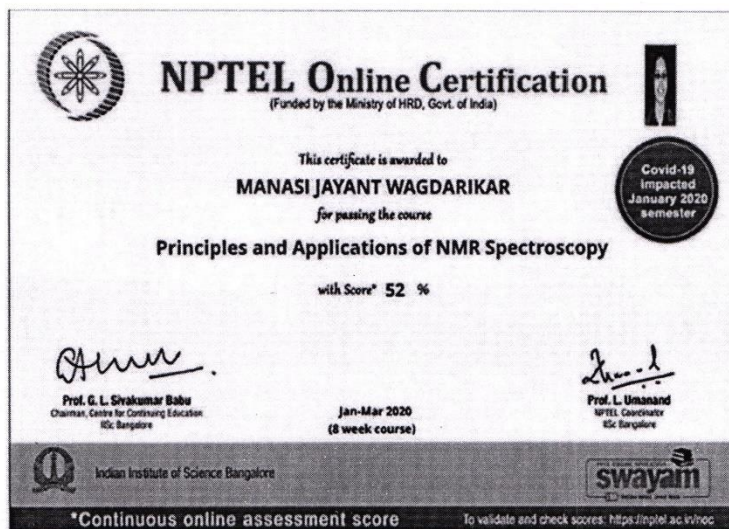 NPTEL Online Certification
(Funded by the Ministry of HRD, Govt. of India)
This certificate is awarded to
MANASI JAYANT WAGDARIKAR
for passing the course
Covid-19
impacted
January 2020
semester
Principles and Applications of NMR Spectroscopy
with Score* 52 %
Prof. G. L. Sivakumar Babu
Chairman, Centre for Continuing Education
IISc Bangalore
Jan-Mar 2020
(8 week course)
Prof. L. Umanand
NPTEL Coordinator
IISc Bangalore
Indian Institute of Science Bangalore
swayam
*Continuous online assessment score
To validate and check scores: https://nptel.ac.in/noc